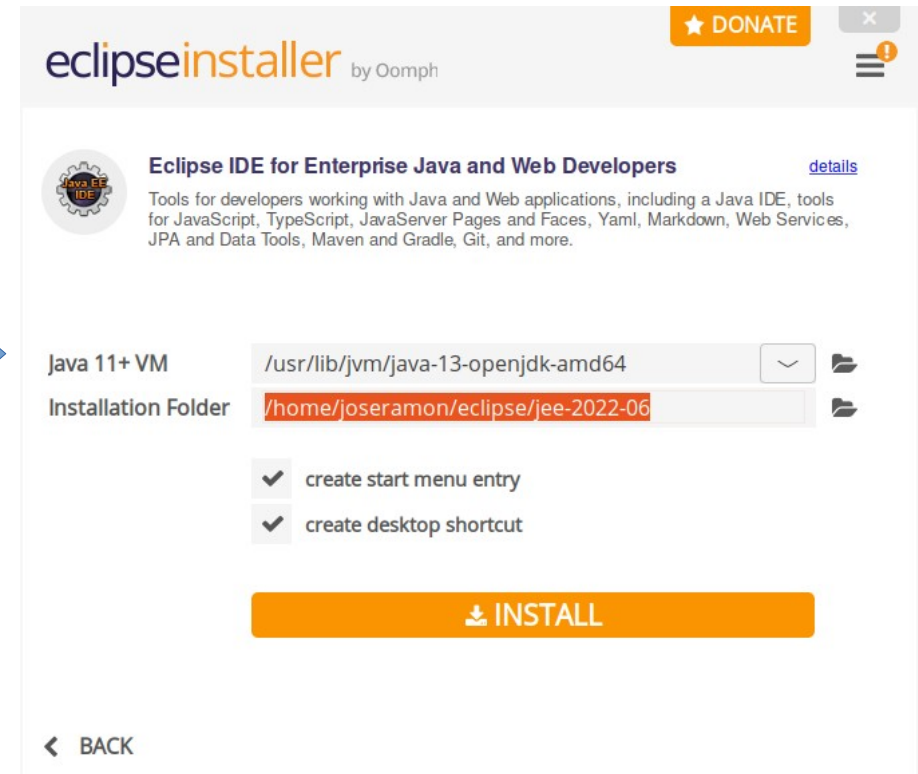 DONATE
×
eclipseinstaller by Oomph
!
Java EE
IDE
Eclipse IDE for Enterprise Java and Web Developers
details
Tools for developers working with Java and Web applications, including a Java IDE, tools
for JavaScript, TypeScript, JavaServer Pages and Faces, Yaml, Markdown, Web Services,
JPA and Data Tools, Maven and Gradle, Git, and more.
Java 11+ VM /usr/lib/jvm/java-13-openjdk-amd64
Installation Folder /home/joseramon/eclipse/jee-2022-06
create start menu entry
create desktop shortcut
INSTALL
BACK